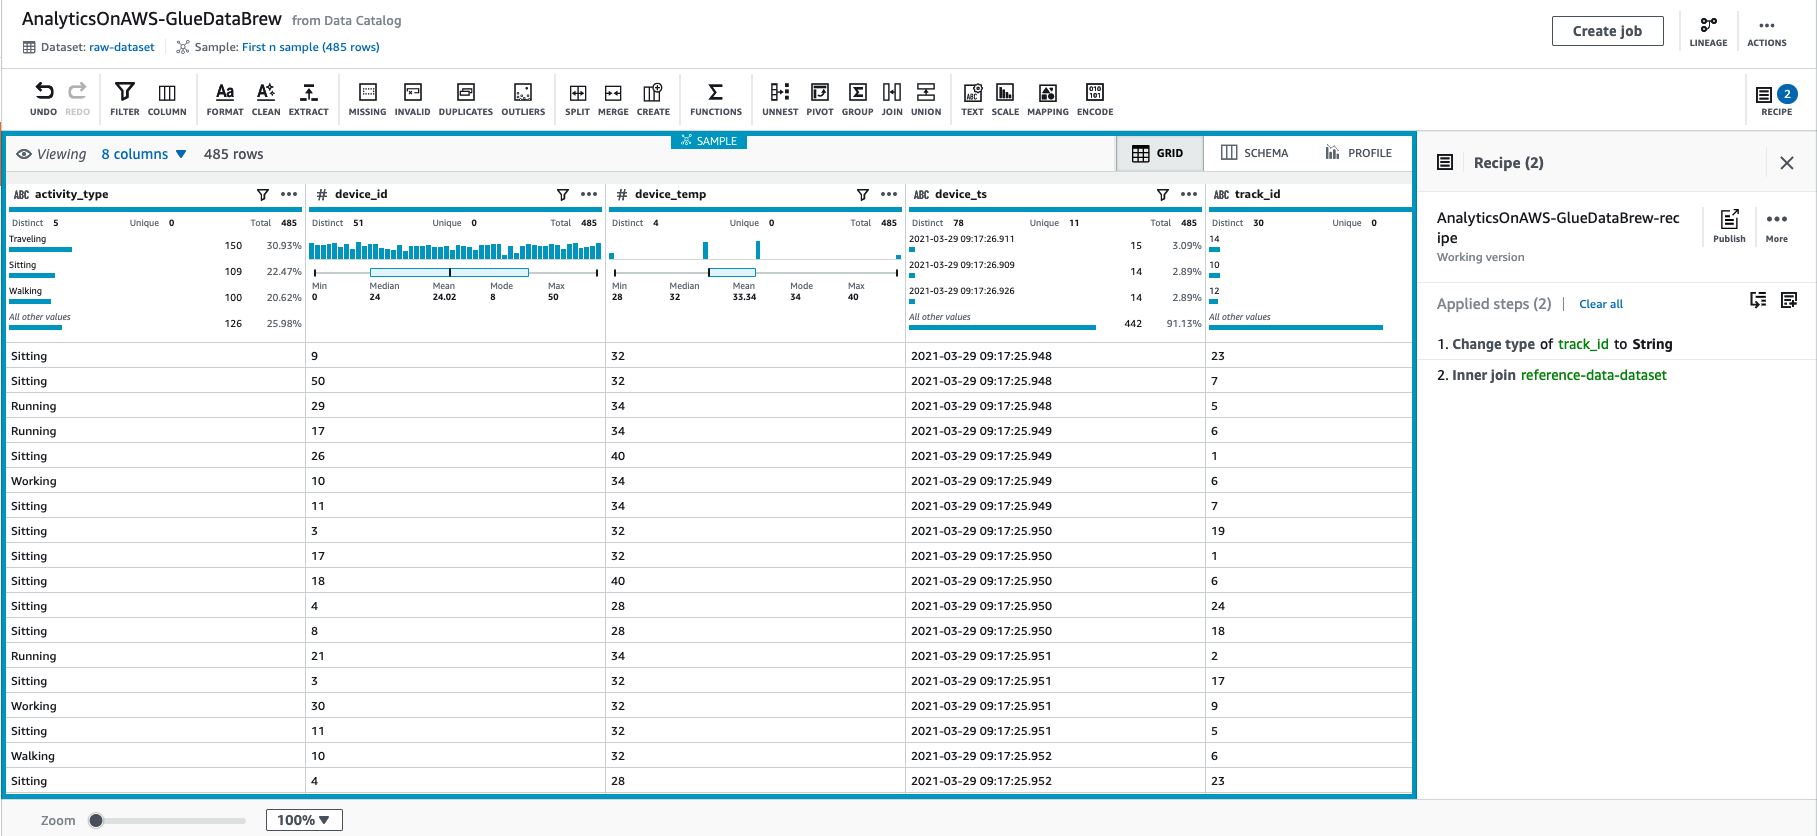 AnalyticsOnAWS-GlueDataBrew from Data Catalog
Dataset: raw-dataset Sample: First n sample (485 rows)
Create job LINEAGE ACTIONS
UNDO REDO FILTER COLUMN FORMAT CLEAN EXTRACT MISSING INVALID DUPLICATES OUTLIERS SPLIT MERGE CREATE FUNCTIONS UNNEST PIVOT GROUP JOIN UNION TEXT SCALE MAPPING ENCODE 2 RECIPE
SAMPLE
Viewing 8 columns 485 rows GRID SCHEMA PROFILE
ABC activity_type # device_id # device_temp ABC device_ts ABC track_id
Distinct 5 Unique 0 Total 485 Distinct 51 Unique 0 Total 485 Distinct 4 Unique 0 Total 485 Distinct 78 Unique 11 Total 485 Distinct 30 Unique 0
Traveling 150 30.93% 2021-03-29 09:17:26.911 15 3.09% 14
Sitting 109 22.47% 2021-03-29 09:17:26.909 14 2.89% 10
Walking 100 20.62% Min Median Mean Mode Max Min Median Mean Mode Max 2021-03-29 09:17:26.926 14 2.89% 12
0 24 24.02 8 50 28 32 33.34 34 40
All other values 126 25.98% All other values 442 91.13% All other values
Sitting 9 32 2021-03-29 09:17:25.948 23
Sitting 50 32 2021-03-29 09:17:25.948 7
Running 29 34 2021-03-29 09:17:25.948 5
Running 17 34 2021-03-29 09:17:25.949 6
Sitting 26 40 2021-03-29 09:17:25.949 1
Working 10 34 2021-03-29 09:17:25.949 6
Sitting 11 34 2021-03-29 09:17:25.949 7
Sitting 3 32 2021-03-29 09:17:25.950 19
Sitting 17 32 2021-03-29 09:17:25.950 1
Sitting 18 40 2021-03-29 09:17:25.950 6
Sitting 4 28 2021-03-29 09:17:25.950 24
Sitting 8 28 2021-03-29 09:17:25.950 18
Running 21 34 2021-03-29 09:17:25.951 2
Sitting 3 32 2021-03-29 09:17:25.951 17
Working 30 32 2021-03-29 09:17:25.951 9
Sitting 11 32 2021-03-29 09:17:25.951 5
Walking 10 32 2021-03-29 09:17:25.952 6
Sitting 4 28 2021-03-29 09:17:25.952 23
Recipe (2)
AnalyticsOnAWS-GlueDataBrew-rec
ipe
Working version
Publish More
Applied steps (2) Clear all
1. Change type of track_id to String
2. Inner join reference-data-dataset
Zoom 100%